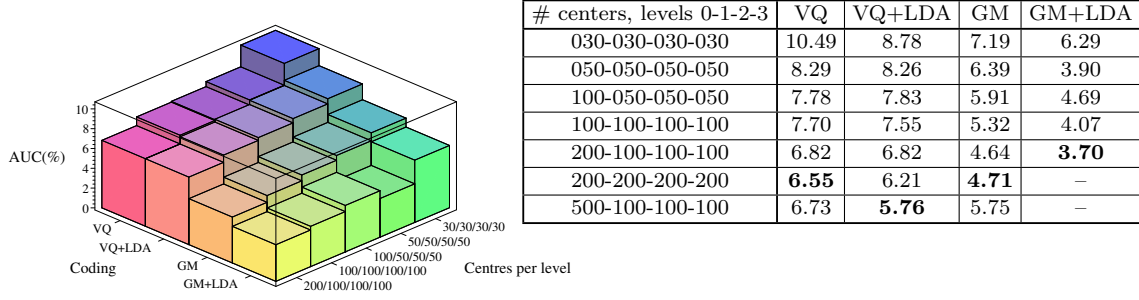 10
8
6
4
2
0
AUC(%)
VQ
VQ+LDA
GM
GM+LDA
Coding
30/30/30/30
50/50/50/50
100/50/50/50
100/100/100/100
200/100/100/100
Centres per level
# centers, levels 0-1-2-3 VQ VQ+LDA GM GM+LDA
030-030-030-030 10.49 8.78 7.19 6.29
050-050-050-050 8.29 8.26 6.39 3.90
100-050-050-050 7.78 7.83 5.91 4.69
100-100-100-100 7.70 7.55 5.32 4.07
200-100-100-100 6.82 6.82 4.64 3.70
200-200-200-200 6.55 6.21 4.71 –
500-100-100-100 6.73 5.76 5.75 –